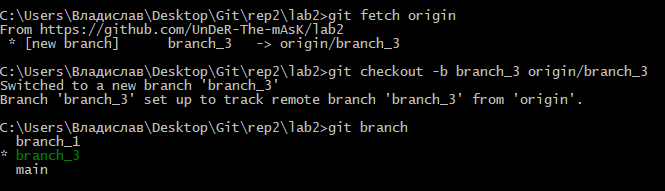 C:\Users\Владислав\Desktop\Git\rep2\lab2>git fetch origin
From https://github.com/UnDeR-The-mAsK/lab2
 * [new branch]      branch_3   -> origin/branch_3
C:\Users\Владислав\Desktop\Git\rep2\lab2>git checkout -b branch_3 origin/branch_3
Switched to a new branch 'branch_3'
Branch 'branch_3' set up to track remote branch 'branch_3' from 'origin'.
C:\Users\Владислав\Desktop\Git\rep2\lab2>git branch
  branch_1
* branch_3
  main